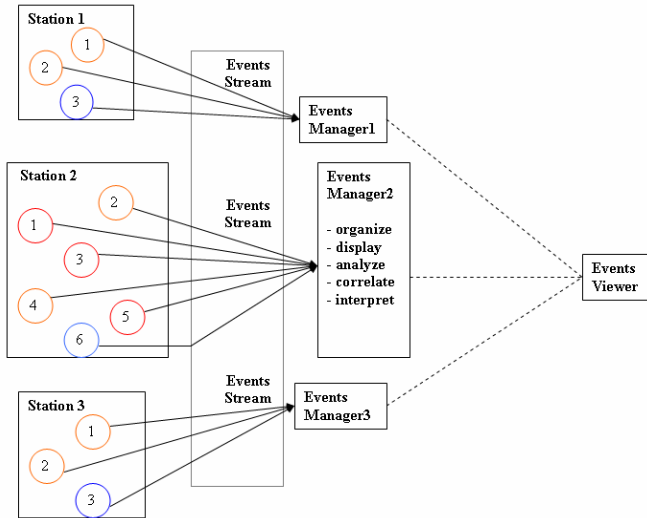 Station 1
1
2
3
Events
Stream
Events
Manager1
Station 2
2
1
3
4
5
6
Events
Stream
Events
Manager2
- organize
- display
- analyze
- correlate
- interpret
Events
Viewer
Station 3
1
2
3
Events
Stream
Events
Manager3